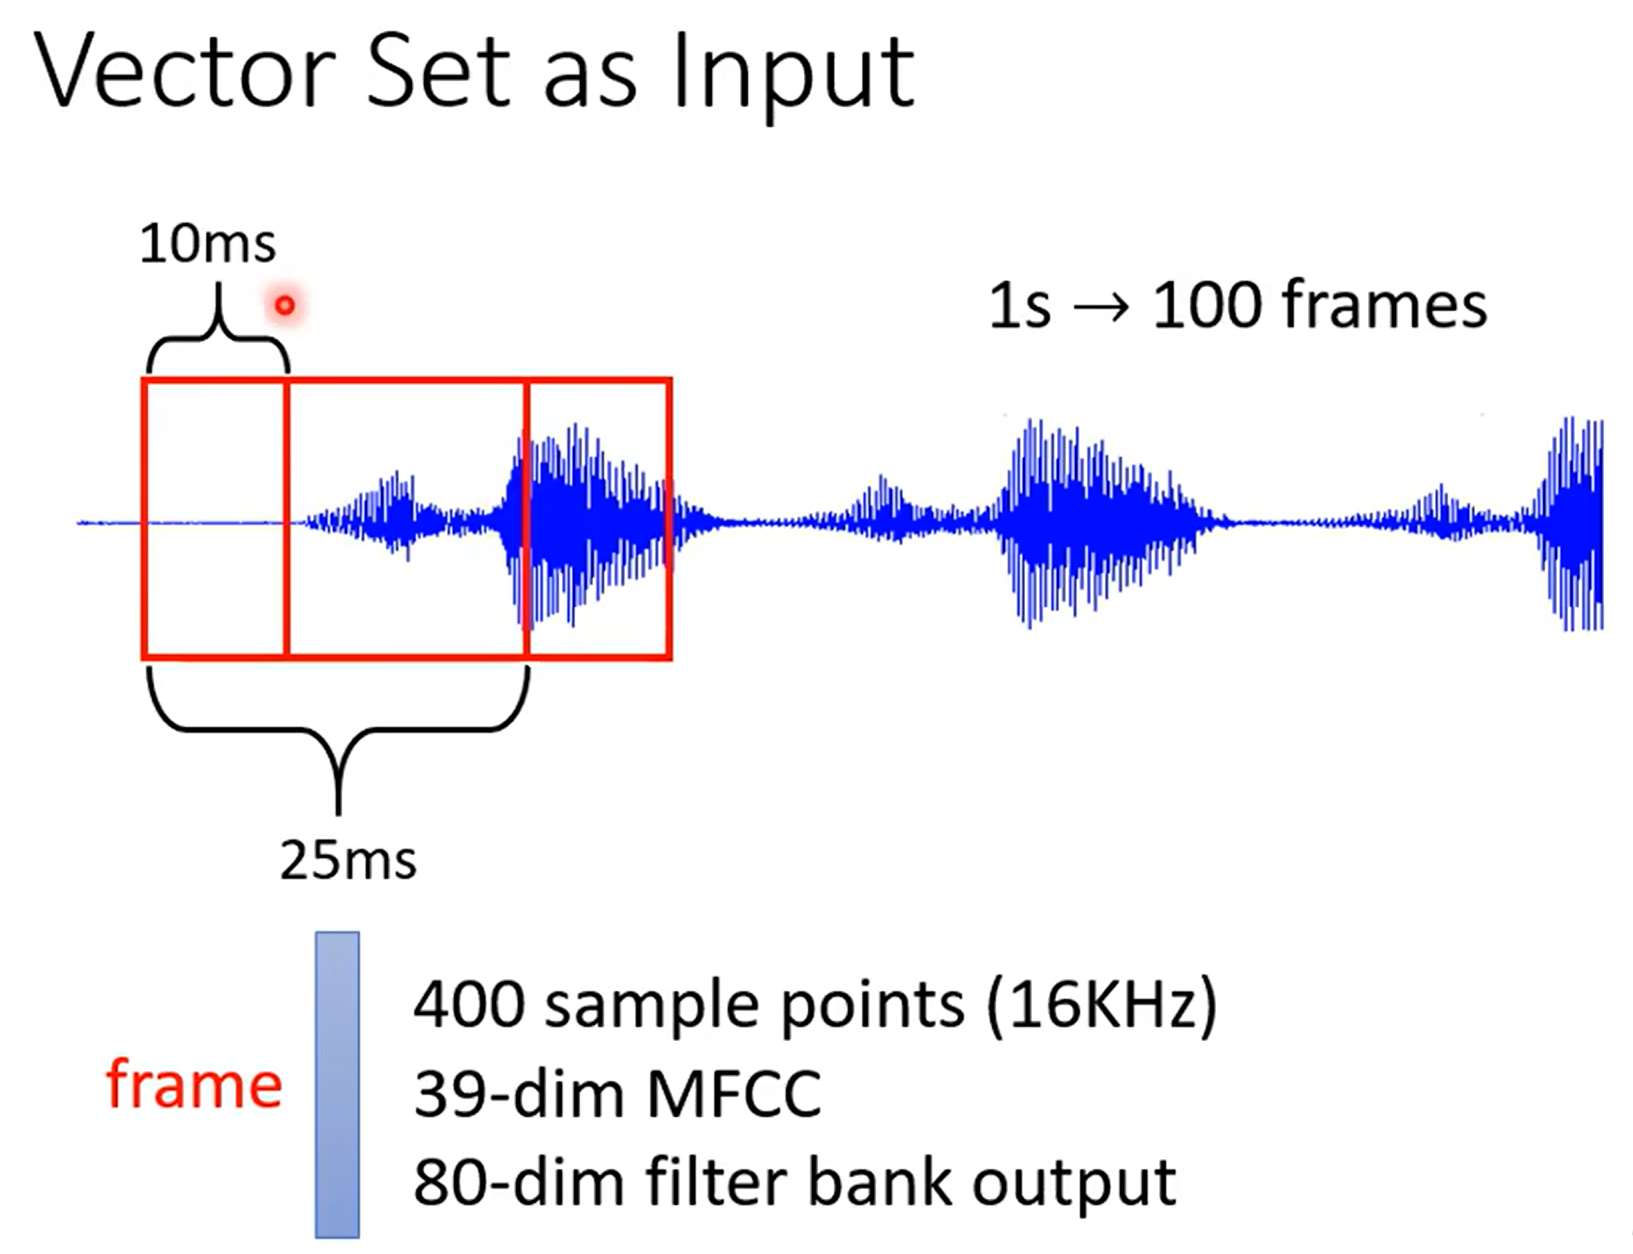 Vector Set as Input
10ms
1s → 100 frames
25ms
400 sample points (16KHz)
frame
39-dim MFCC
80-dim filter bank output